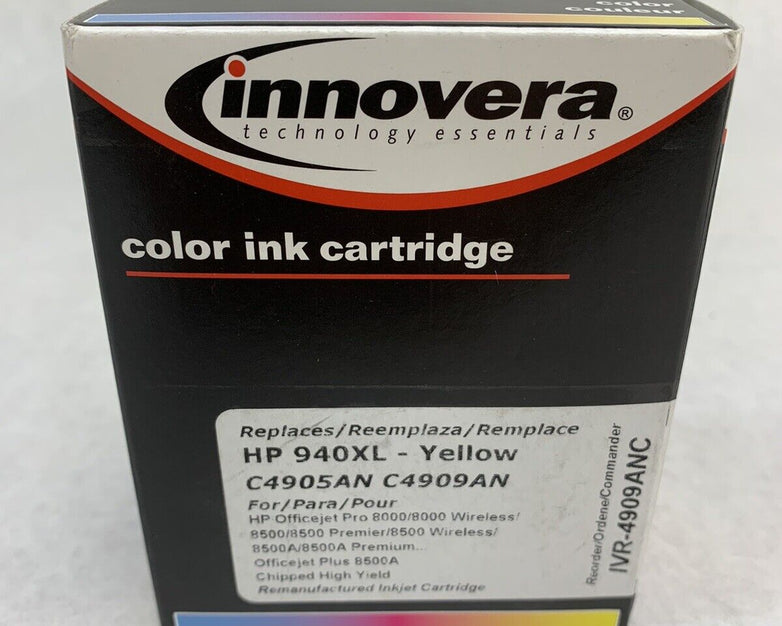 color
couleur
innovera®
technology essentials
color ink cartridge
Replaces/Reemplaza/Remplace
HP 940XL - Yellow
C4905AN C4909AN
For/Para/Pour
HP Officejet Pro 8000/8000 Wireless/
8500/8500 Premier/8500 Wireless/
8500A/8500A Premium...
Officejet Plus 8500A
Chipped High Yield
Remanufactured Inkjet Cartridge
Reorder/Ordene/Commander
IVR-4909ANC